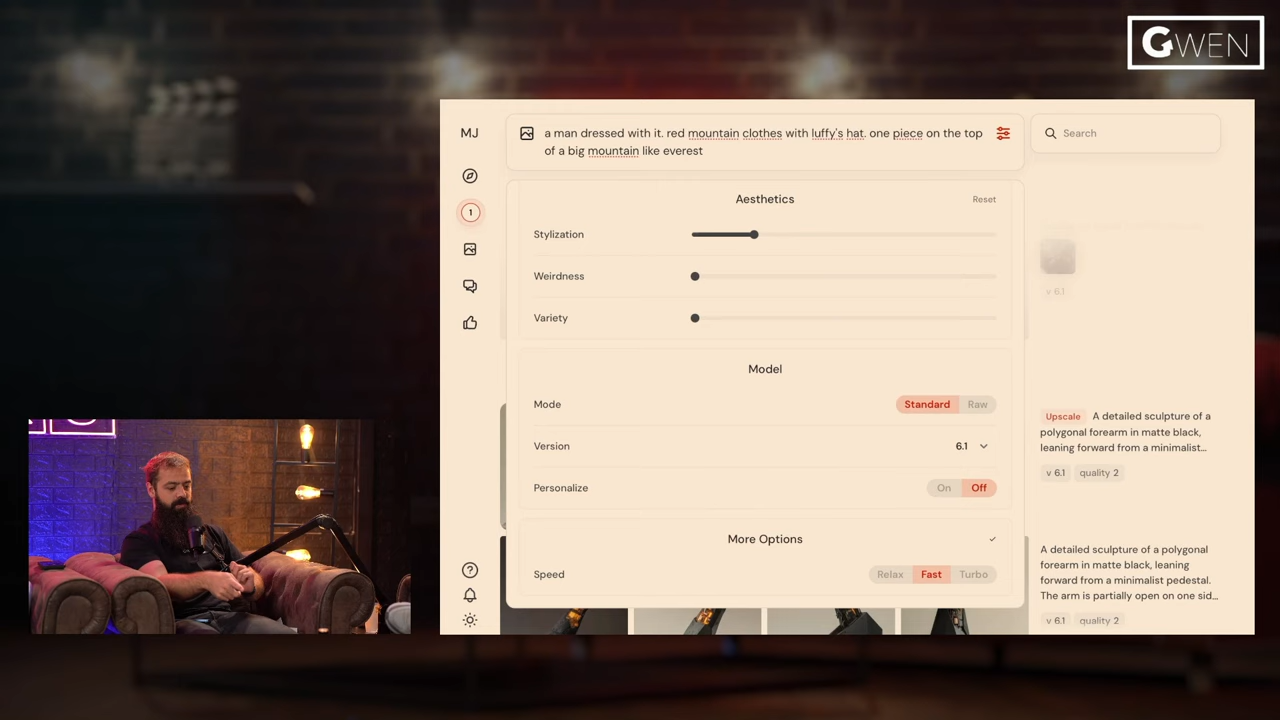 GWEN
MJ
a man dressed with it. red mountain clothes with luffy's hat. one piece on the top
of a big mountain like everest
Search
1
Aesthetics
Reset
Stylization
Weirdness
Variety
v 6.1
Model
Mode
Standard
Raw
Version
6.1
Personalize
On
Off
More Options
Speed
Relax
Fast
Turbo
Upscale A detailed sculpture of a
polygonal forearm in matte black,
leaning forward from a minimalist...
v 6.1
quality 2
A detailed sculpture of a polygonal
forearm in matte black, leaning
forward from a minimalist pedestal.
The arm is partially open on one sid...
v 6.1
quality 2